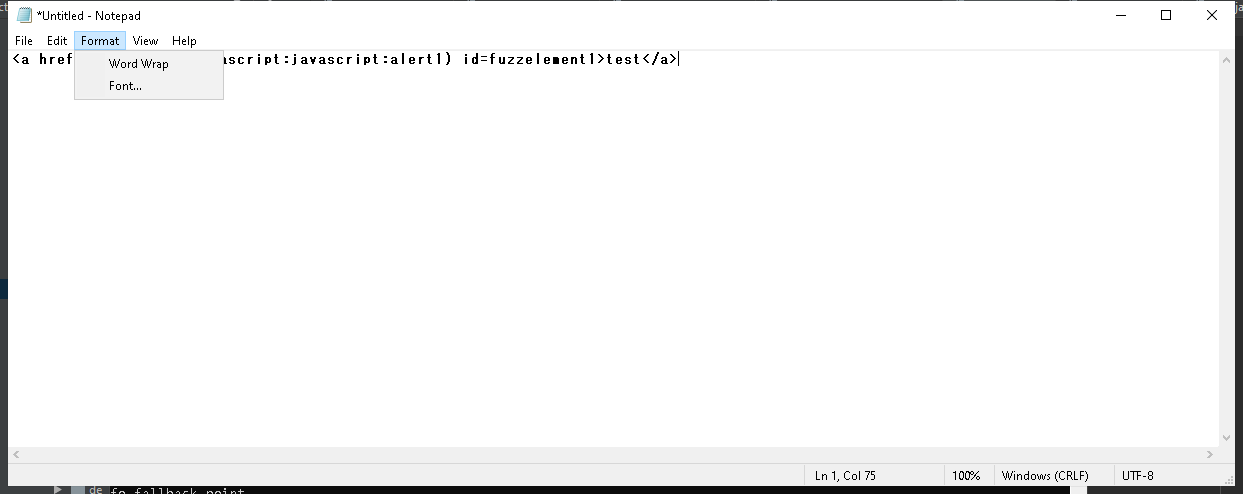 *Untitled - Notepad
File Edit Format View Help
<a href ascript:javascript:alert1) id=fuzzelement1>test</a>
Word Wrap
Font...
Ln 1, Col 75 100% Windows (CRLF) UTF-8
de fo fallback point